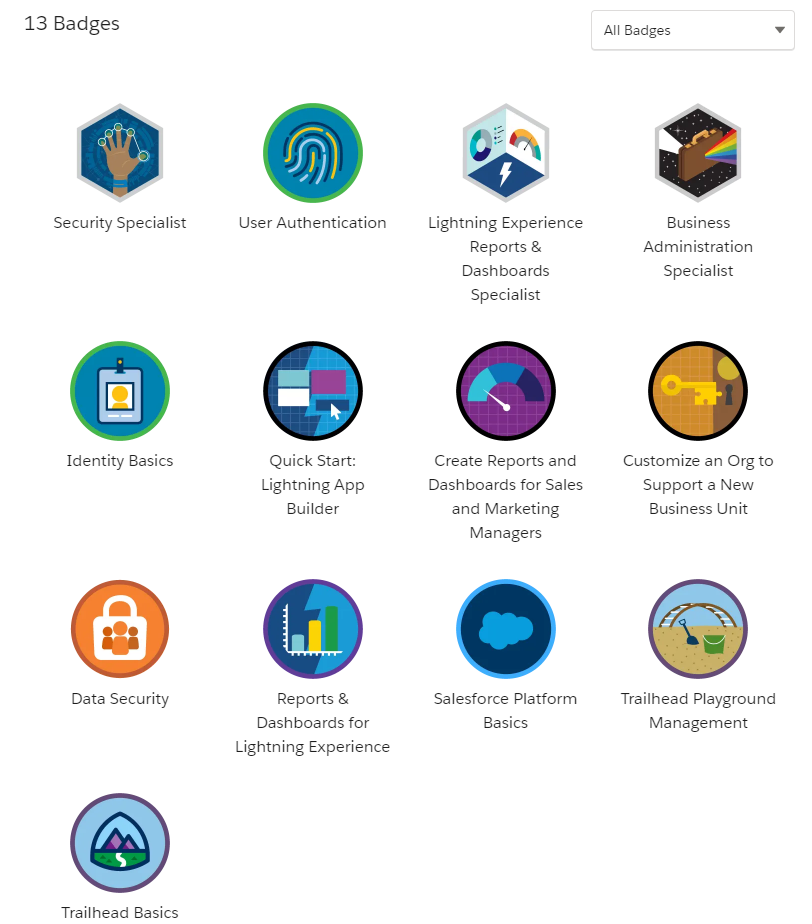 13 Badges
All Badges
Security Specialist
User Authentication
Lightning Experience
Reports &
Dashboards
Specialist
Business
Administration
Specialist
Identity Basics
Quick Start:
Lightning App
Builder
Create Reports and
Dashboards for Sales
and Marketing
Managers
Customize an Org to
Support a New
Business Unit
Data Security
Reports &
Dashboards for
Lightning Experience
Salesforce Platform
Basics
Trailhead Playground
Management
Trailhead Basics